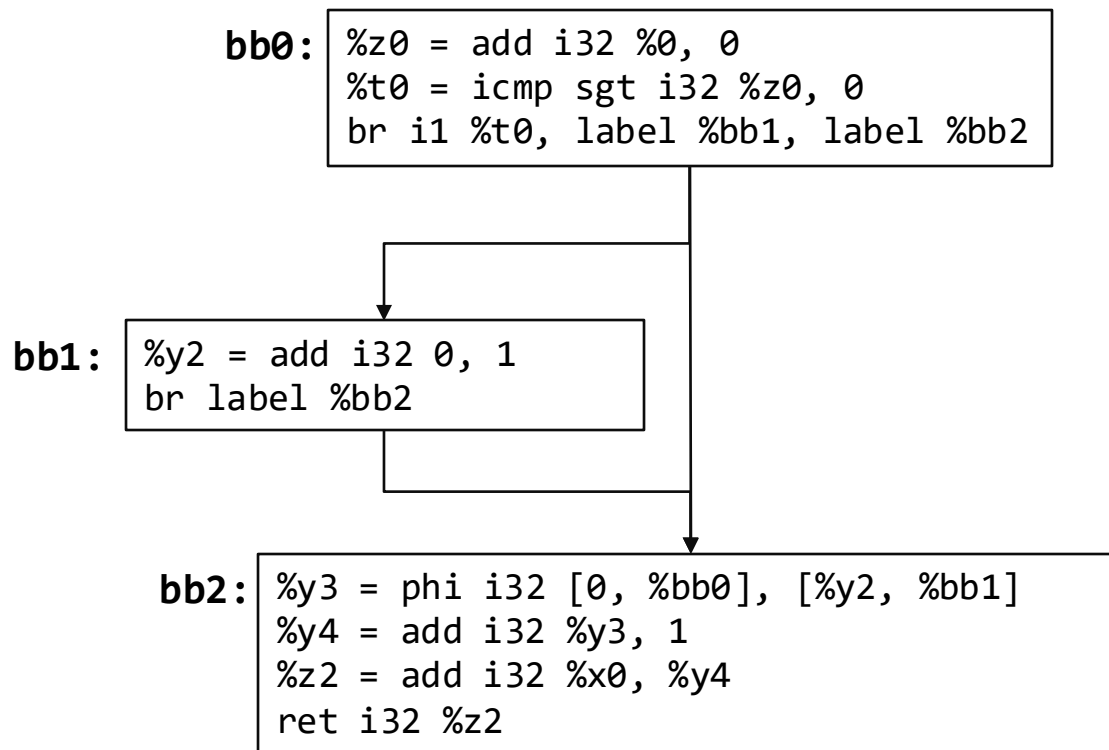 bb0:
%z0 = add i32 %0, 0
%t0 = icmp sgt i32 %z0, 0
br i1 %t0, label %bb1, label %bb2
bb1:
%y2 = add i32 0, 1
br label %bb2
bb2:
%y3 = phi i32 [0, %bb0], [%y2, %bb1]
%y4 = add i32 %y3, 1
%z2 = add i32 %x0, %y4
ret i32 %z2